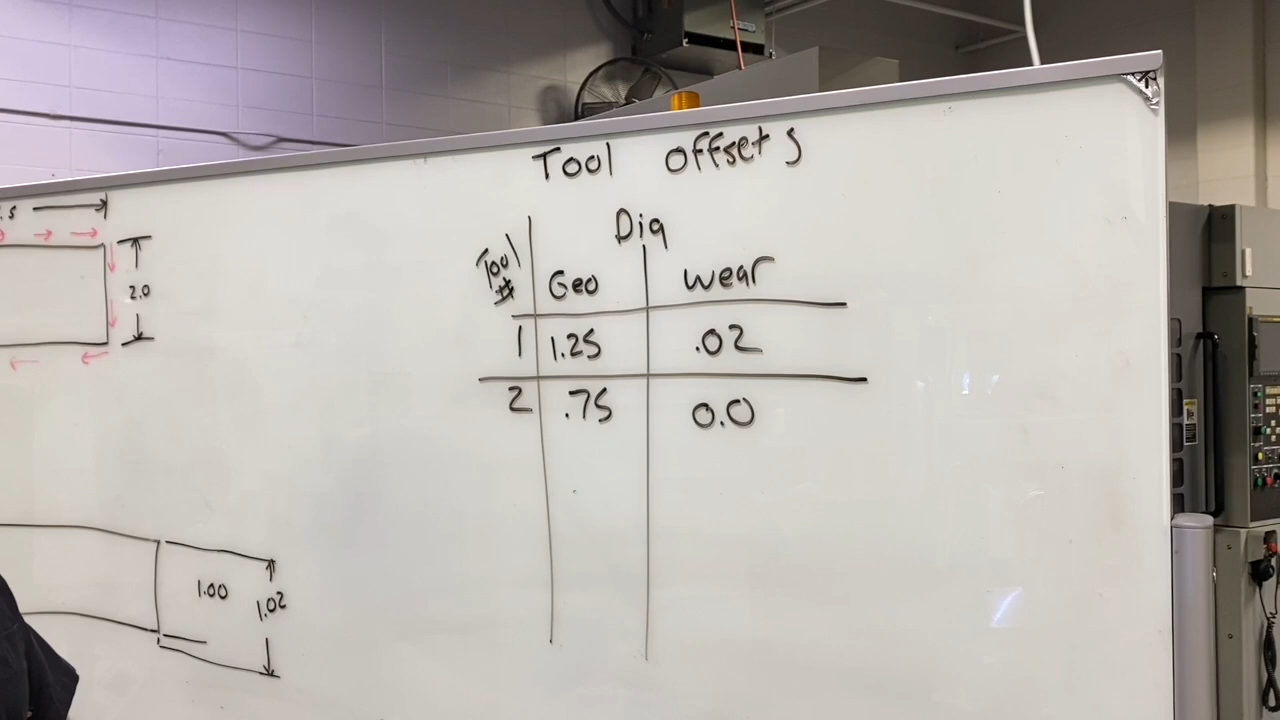 Tool offsets
Dia
Tool # Geo Wear
1 1.25 .02
2 .75 0.0
2.0
1.00
1.02